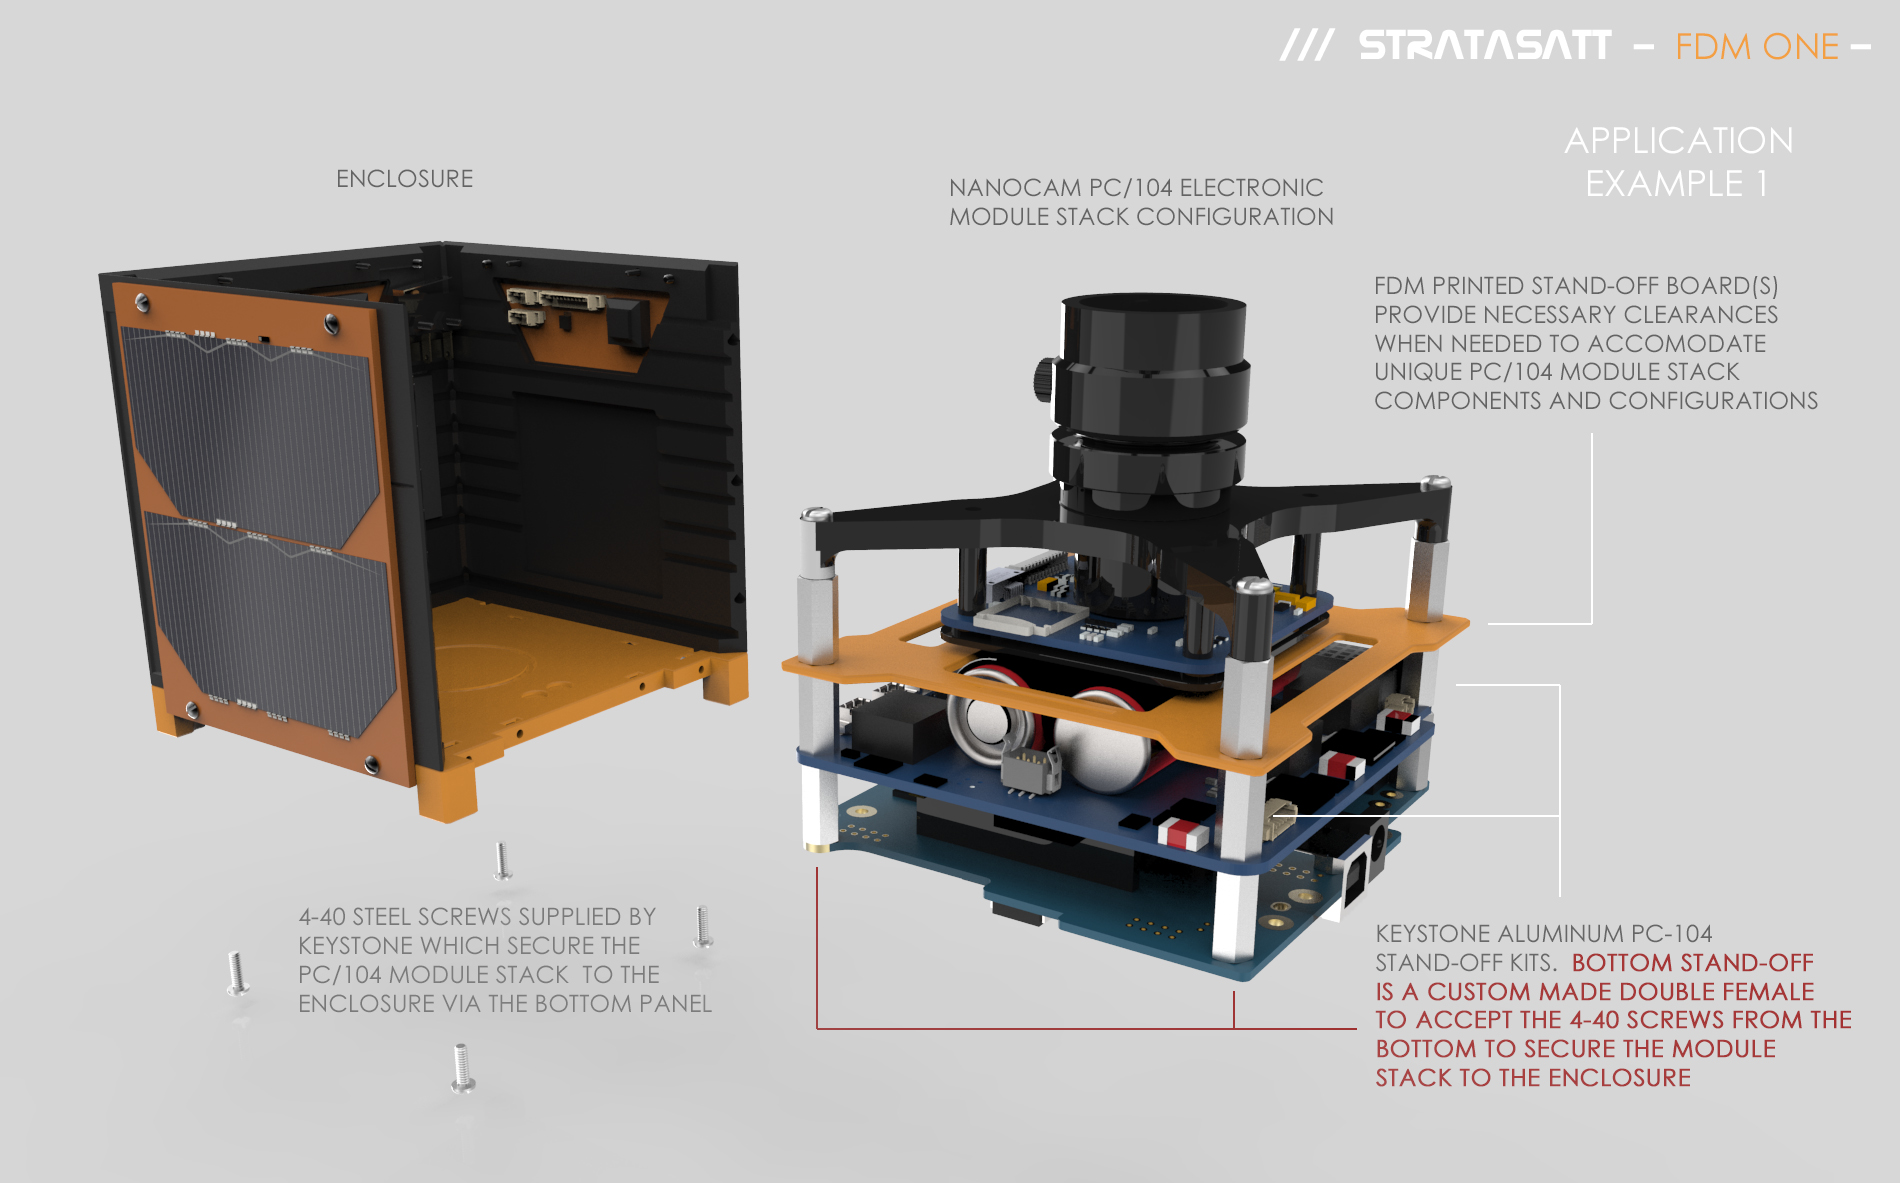 /// STRATASATT – FDM ONE –
APPLICATION
EXAMPLE 1
ENCLOSURE
NANOCAM PC/104 ELECTRONIC
MODULE STACK CONFIGURATION
FDM PRINTED STAND-OFF BOARD(S)
PROVIDE NECESSARY CLEARANCES
WHEN NEEDED TO ACCOMODATE
UNIQUE PC/104 MODULE STACK
COMPONENTS AND CONFIGURATIONS
4-40 STEEL SCREWS SUPPLIED BY
KEYSTONE WHICH SECURE THE
PC/104 MODULE STACK  TO THE
ENCLOSURE VIA THE BOTTOM PANEL
KEYSTONE ALUMINUM PC-104
STAND-OFF KITS.  BOTTOM STAND-OFF
IS A CUSTOM MADE DOUBLE FEMALE
TO ACCEPT THE 4-40 SCREWS FROM THE
BOTTOM TO SECURE THE MODULE
STACK TO THE ENCLOSURE